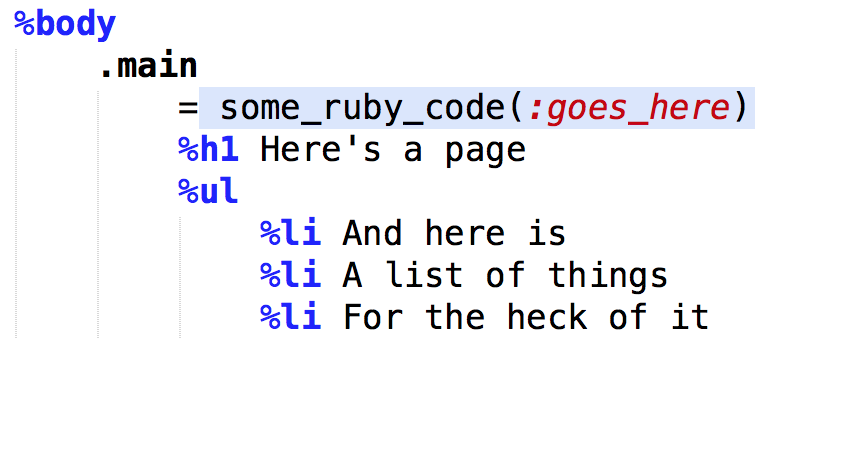 %body
.main
= some_ruby_code(:goes_here)
%h1 Here's a page
%ul
%li And here is
%li A list of things
%li For the heck of it